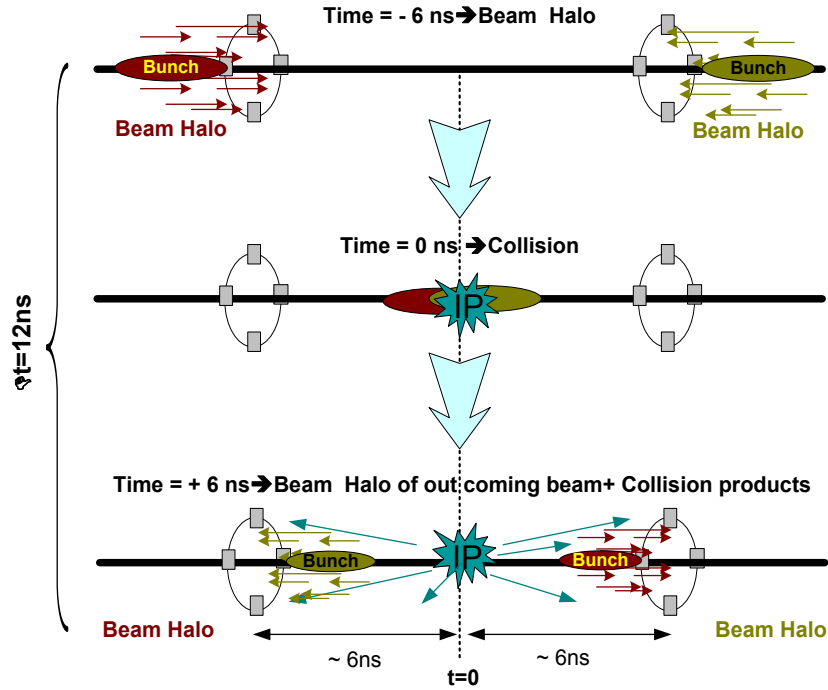 Time = - 6 ns➔Beam Halo
Bunch
Bunch
Beam Halo
Beam Halo
Time = 0 ns ➔Collision
IP
t=12ns
Time = + 6 ns➔Beam Halo of out coming beam+ Collision products
IP
Bunch
Bunch
Beam Halo
Beam Halo
~ 6ns
~ 6ns
t=0